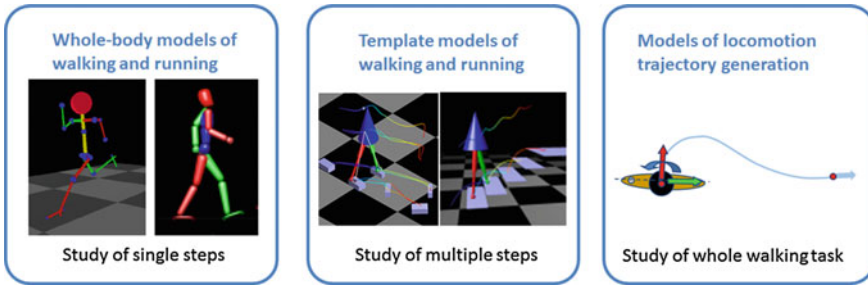 Whole-body models of
walking and running
Study of single steps
Template models of
walking and running
Study of multiple steps
Models of locomotion
trajectory generation
Study of whole walking task